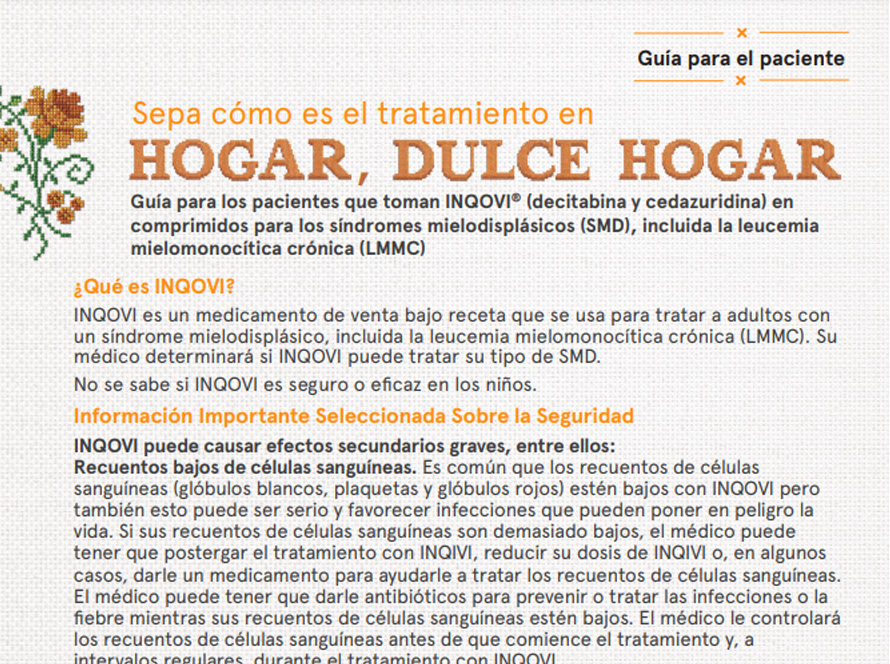 Guía para el paciente
Sepa cómo es el tratamiento en
HOGAR, DULCE HOGAR
Guía para los pacientes que toman INQOVI® (decitabina y cedazuridina) en
comprimidos para los síndromes mielodisplásicos (SMD), incluida la leucemia
mielomonocítica crónica (LMMC)
¿Qué es INQOVI?
INQOVI es un medicamento de venta bajo receta que se usa para tratar a adultos con
un síndrome mielodisplásico, incluida la leucemia mielomonocítica crónica (LMMC). Su
médico determinará si INQOVI puede tratar su tipo de SMD.
No se sabe si INQOVI es seguro o eficaz en los niños.
Información Importante Seleccionada Sobre la Seguridad
INQOVI puede causar efectos secundarios graves, entre ellos:
Recuentos bajos de células sanguíneas. Es común que los recuentos de células
sanguíneas (glóbulos blancos, plaquetas y glóbulos rojos) estén bajos con INQOVI pero
también esto puede ser serio y favorecer infecciones que pueden poner en peligro la
vida. Si sus recuentos de células sanguíneas son demasiado bajos, el médico puede
tener que postergar el tratamiento con INQIVI, reducir su dosis de INQIVI o, en algunos
casos, darle un medicamento para ayudarle a tratar los recuentos de células sanguíneas.
El médico puede tener que darle antibióticos para prevenir o tratar las infecciones o la
fiebre mientras sus recuentos de células sanguíneas estén bajos. El médico le controlará
los recuentos de células sanguíneas antes de que comience el tratamiento y, a
intervalos regulares, durante el tratamiento con INQOVI.